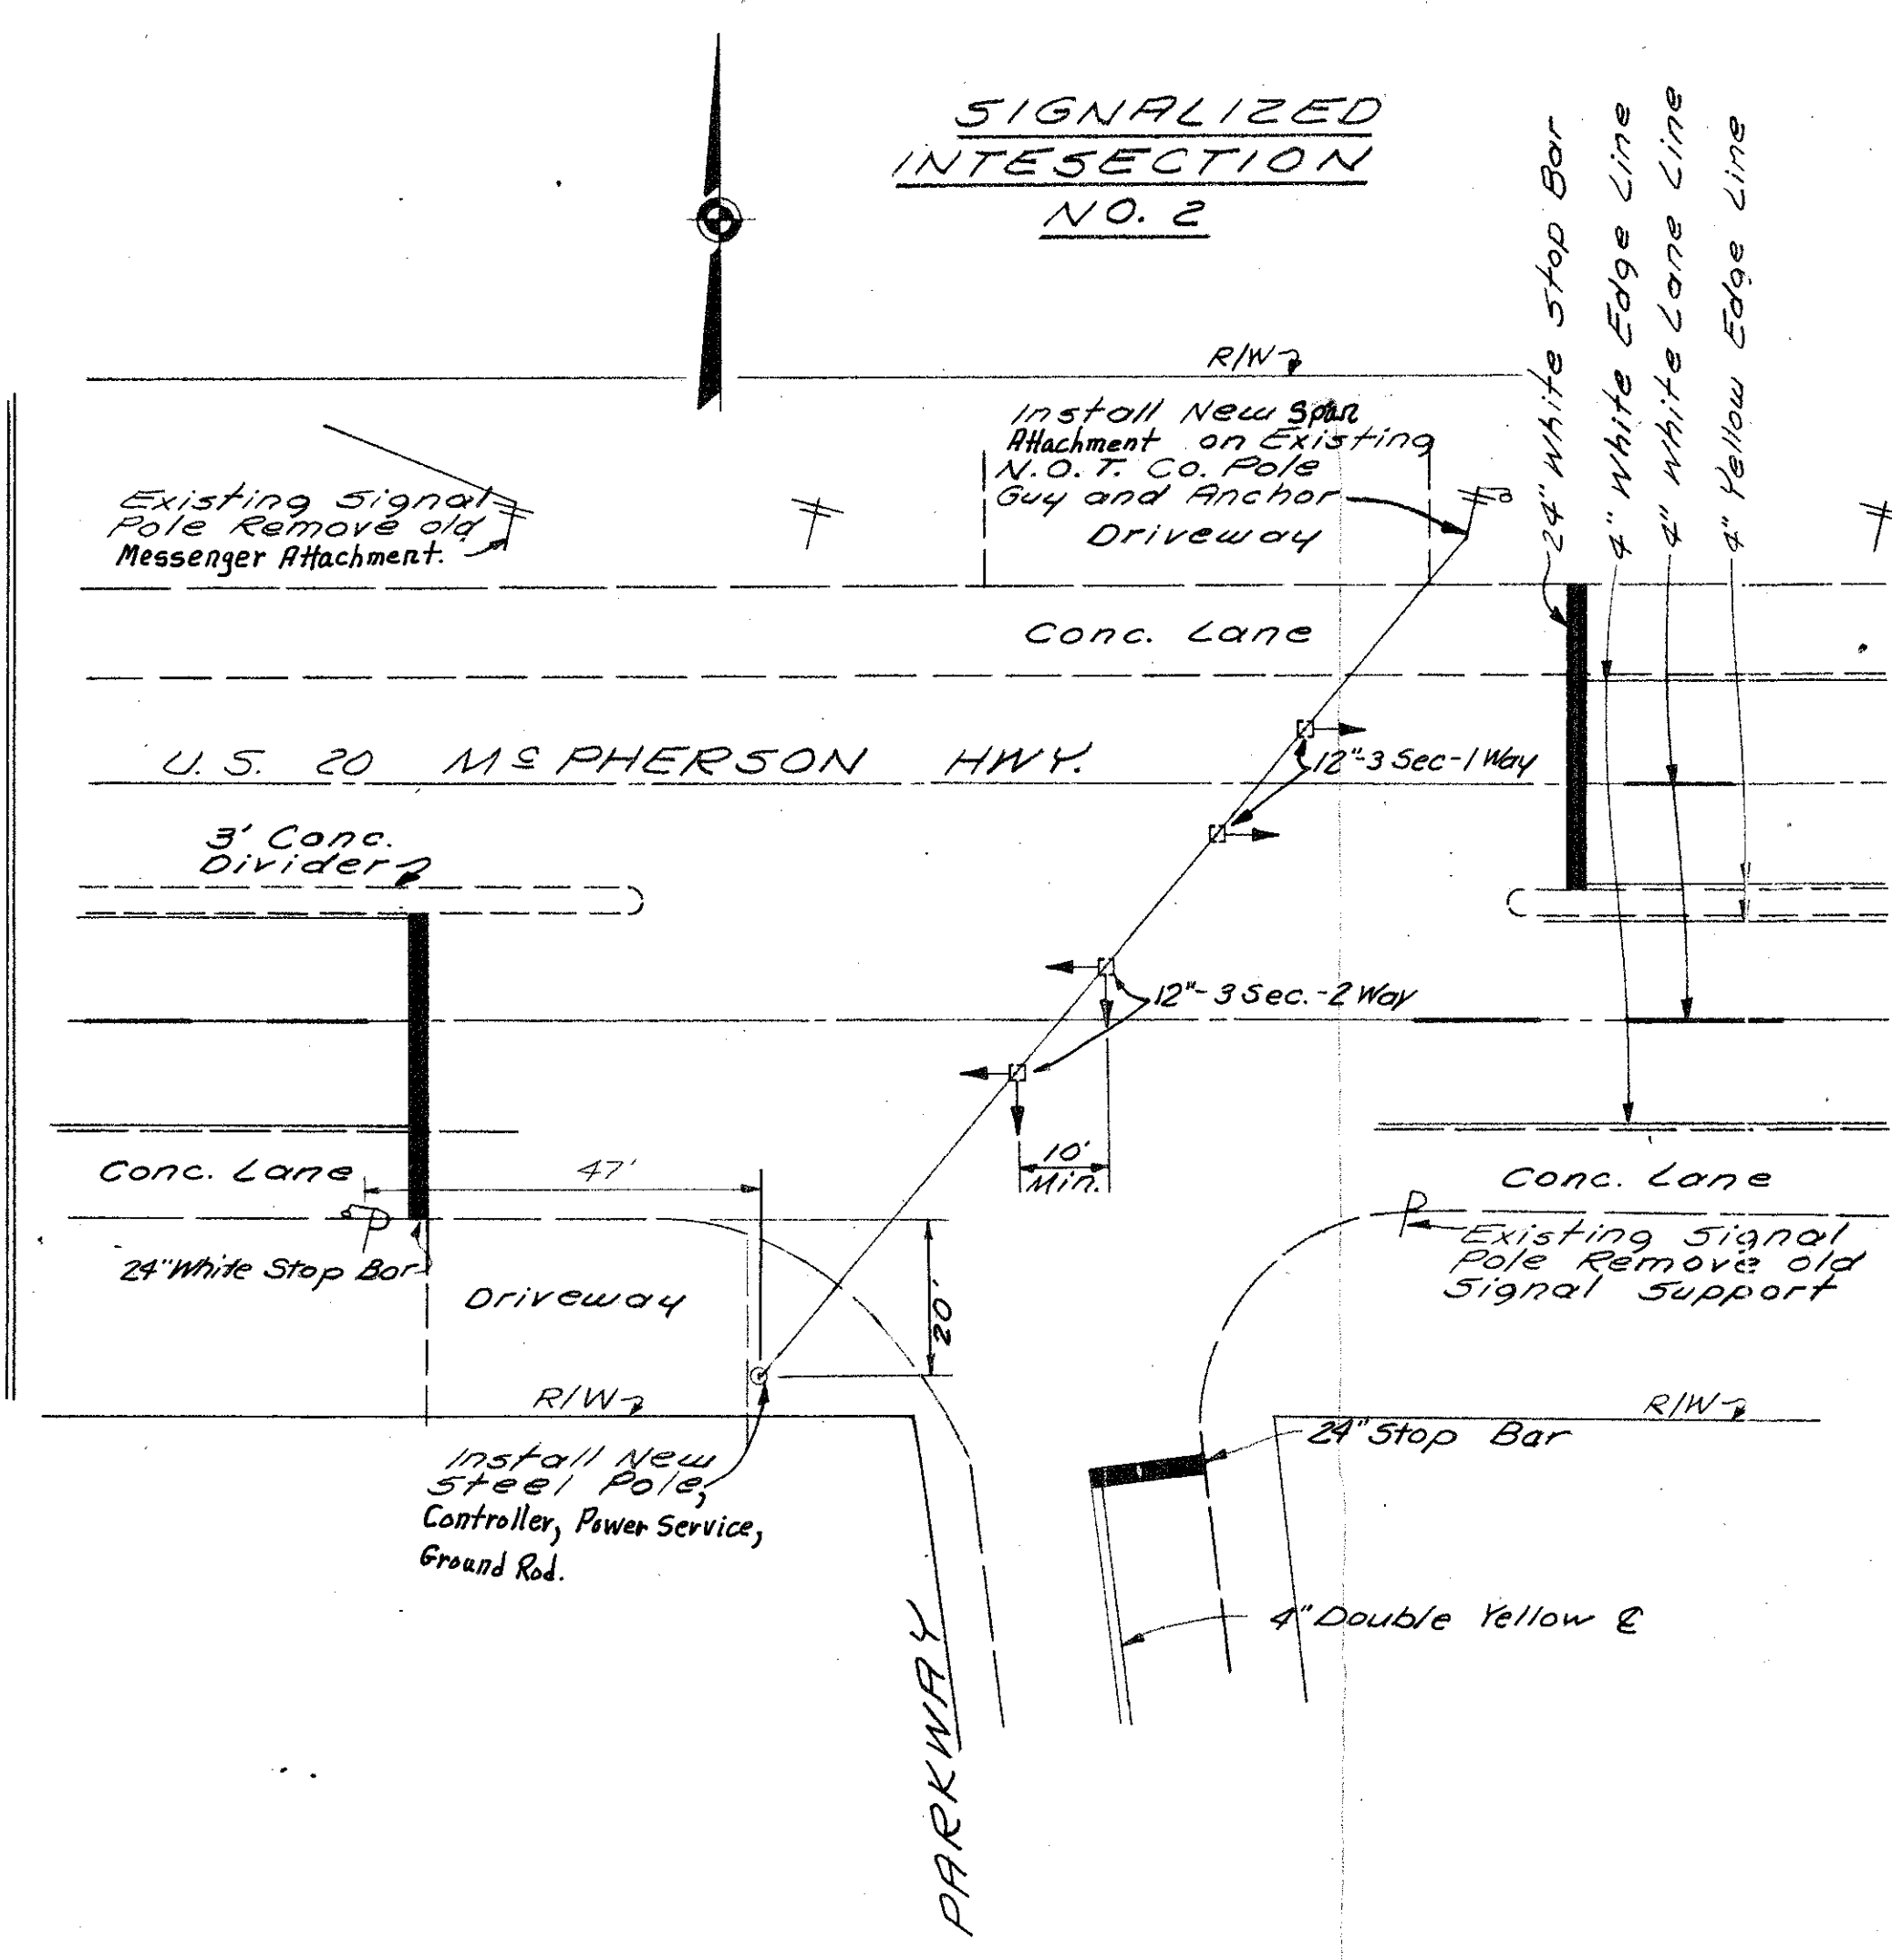 SIGNALIZED
INTESECTION
NO. 2
24" White Stop Bar
4" White Edge Line
4" White Lane Line
4" Yellow Edge Line
R/W
Install New Span
Attachment on Existing
N.O.T. Co. Pole
Guy and Anchor
Driveway
Existing Signal
Pole Remove old
Messenger Attachment.
Conc. Lane
U.S. 20 Mc PHERSON HWY.
12"-3 Sec-1 Way
3' Conc.
Divider
12"-3 Sec.-2 Way
10'
Min.
Conc. Lane
47'
Conc. Lane
24" White Stop Bar
Driveway
20'
Existing Signal
Pole Remove old
Signal Support
R/W
R/W
Install New
Steel Pole,
Controller, Power Service,
Ground Rod.
24" Stop Bar
4" Double Yellow ℄
PARKWAY